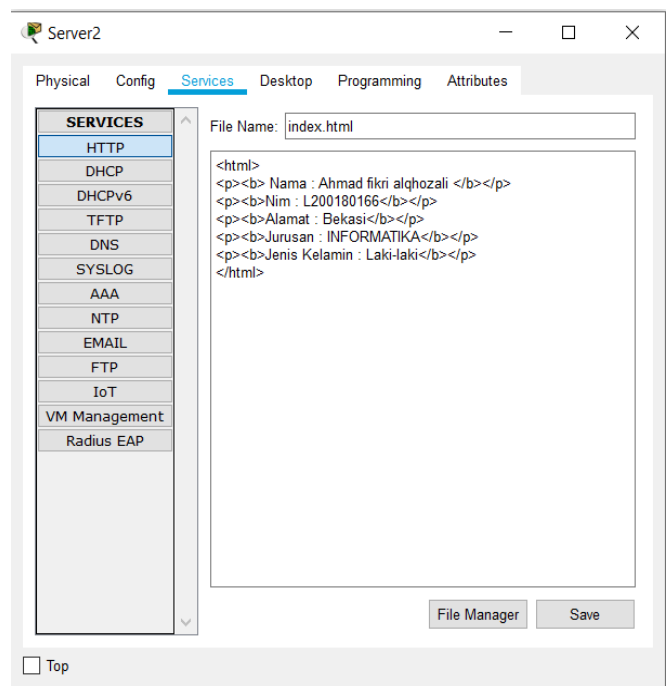 Server2
Physical Config Services Desktop Programming Attributes
SERVICES
HTTP
DHCP
DHCPv6
TFTP
DNS
SYSLOG
AAA
NTP
EMAIL
FTP
IoT
VM Management
Radius EAP
File Name: index.html
<html>
<p><b> Nama : Ahmad fikri alqhozali </b></p>
<p><b>Nim : L200180166</b></p>
<p><b>Alamat : Bekasi</b></p>
<p><b>Jurusan : INFORMATIKA</b></p>
<p><b>Jenis Kelamin : Laki-laki</b></p>
</html>
File Manager Save
Top